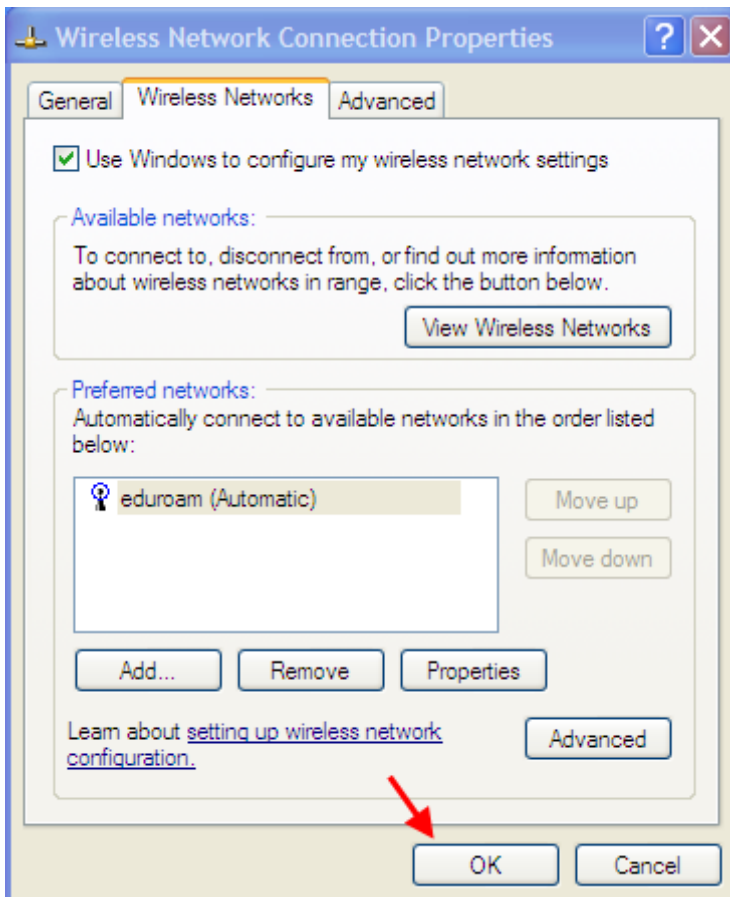 Wireless Network Connection Properties
?
General Wireless Networks Advanced
Use Windows to configure my wireless network settings
Available networks:
To connect to, disconnect from, or find out more information
about wireless networks in range, click the button below.
View Wireless Networks
Preferred networks:
Automatically connect to available networks in the order listed
below:
eduroam (Automatic)
Move up
Move down
Add... Remove Properties
Learn about setting up wireless network
configuration.
Advanced
OK Cancel